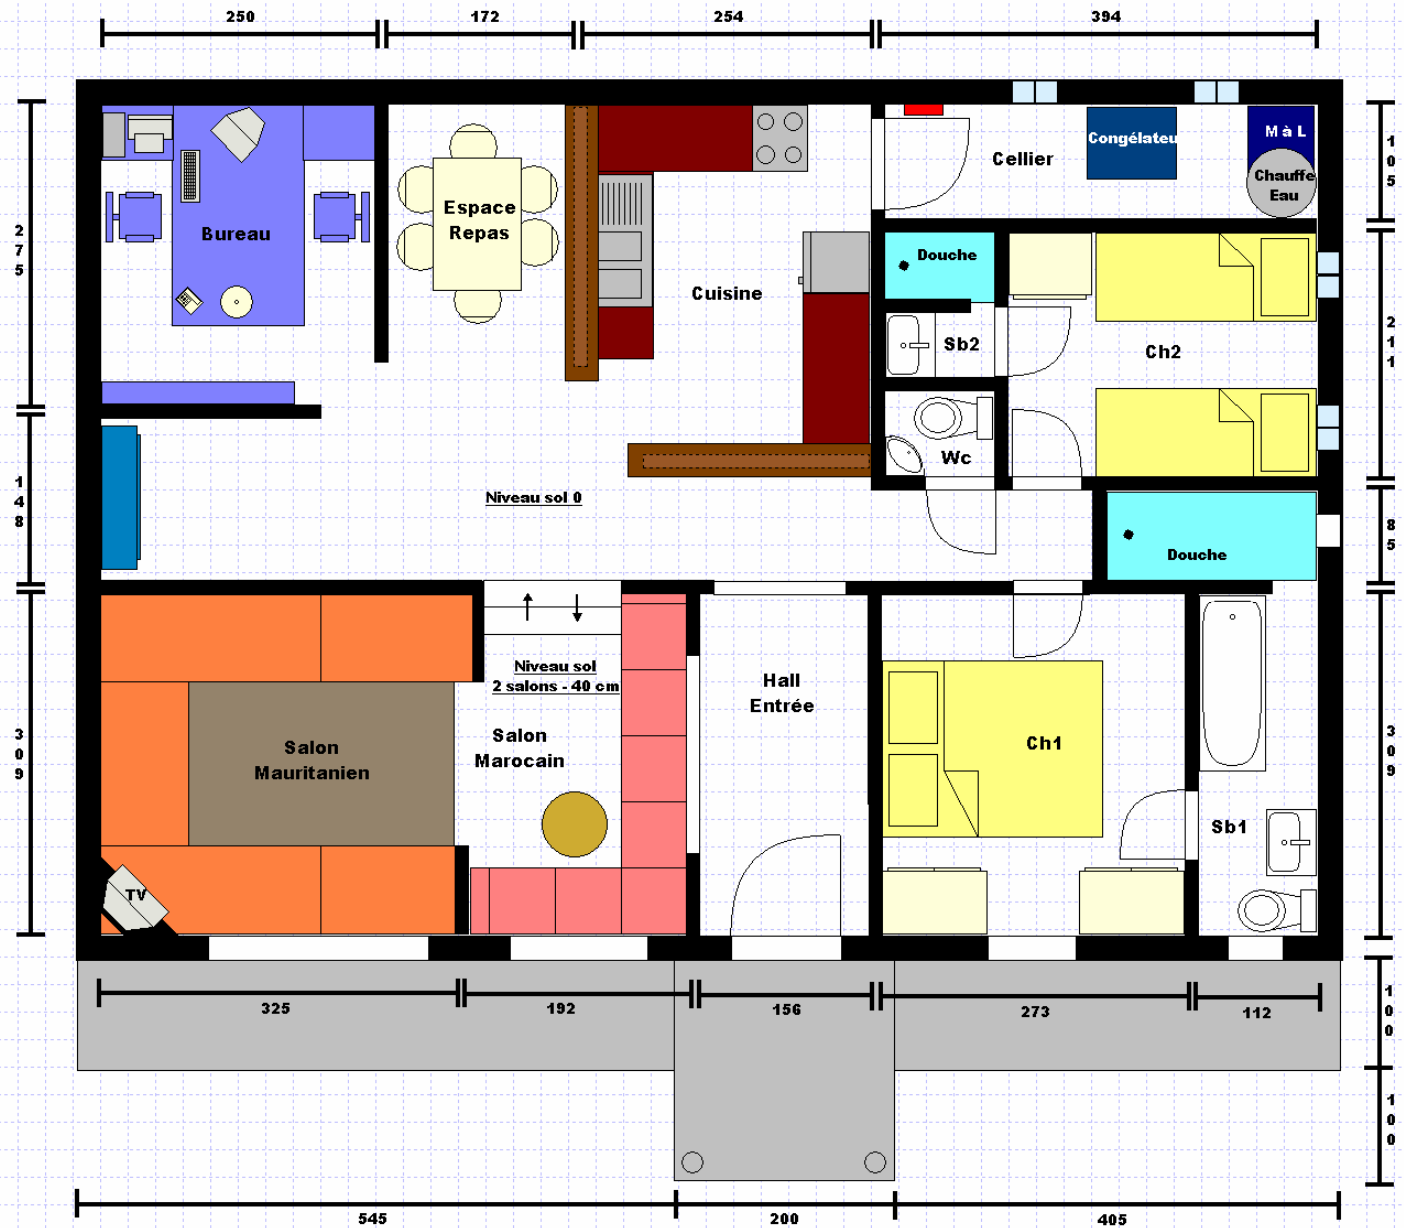 250
172
254
394
Congélateu
M à L
Cellier
Chauffe
Eau
105
Espace
Repas
Bureau
275
Douche
Cuisine
Sb2
Ch2
211
Wc
148
Niveau sol 0
85
Douche
Niveau sol
2 salons - 40 cm
Hall
Entrée
Salon
Marocain
Salon
Mauritanien
Ch1
309
309
Sb1
TV
325
192
156
273
112
100
100
545
200
405